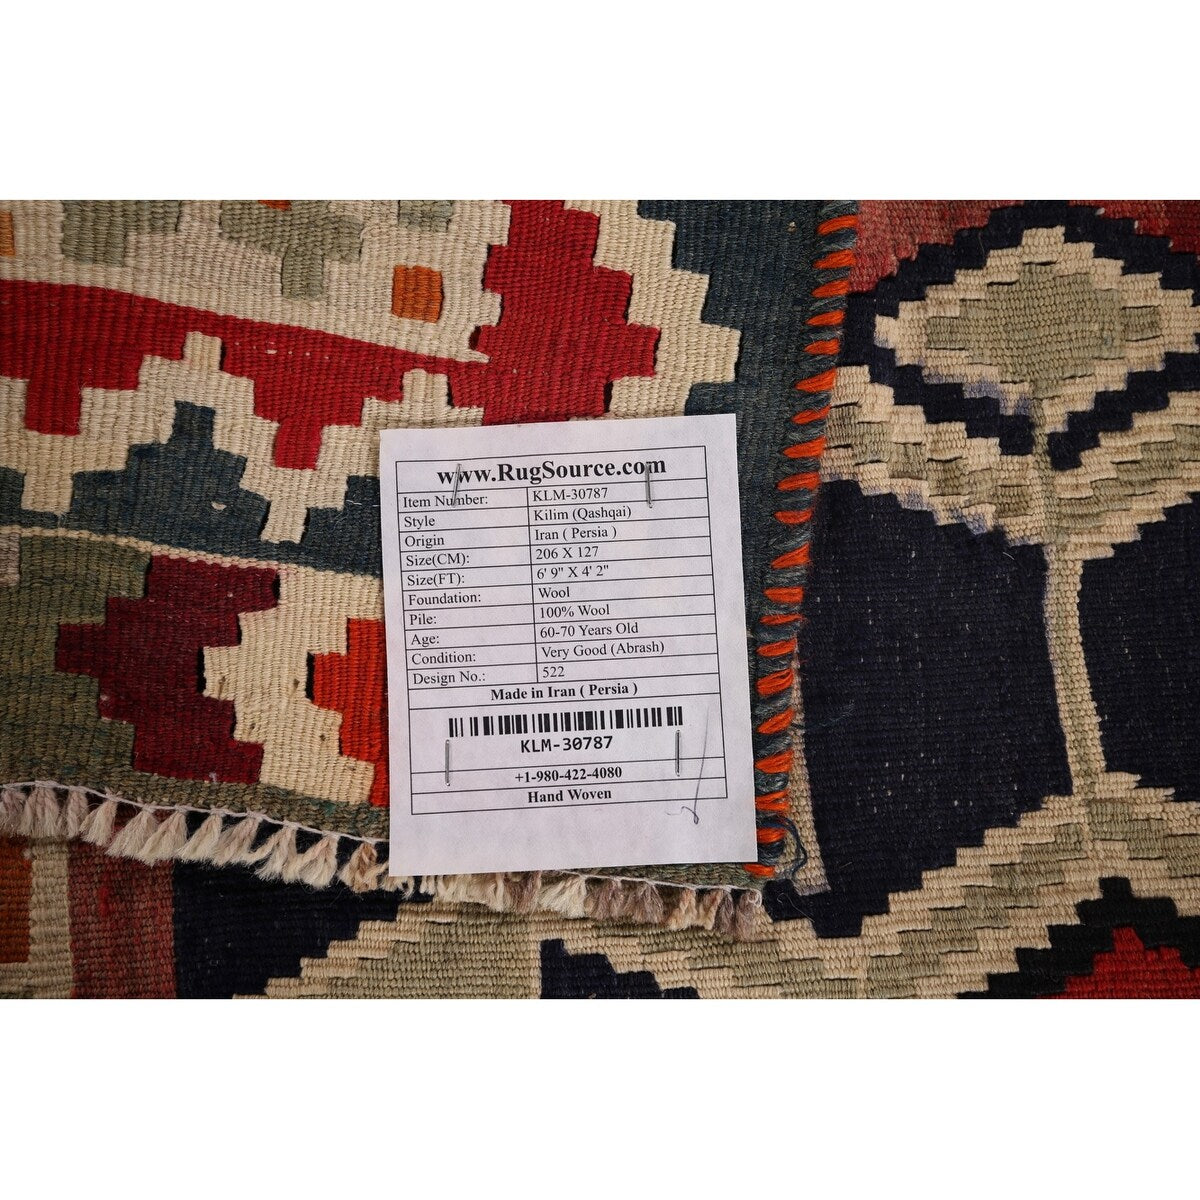 www.RugSource.com
Item Number: KLM-30787
Style Kilim (Qashqai)
Origin Iran ( Persia )
Size(CM): 206 X 127
Size(FT): 6' 9" X 4' 2"
Foundation: Wool
Pile: 100% Wool
Age: 60-70 Years Old
Condition: Very Good (Abrash)
Design No.: 522
Made in Iran ( Persia )
KLM-30787
+1-980-422-4080
Hand Woven